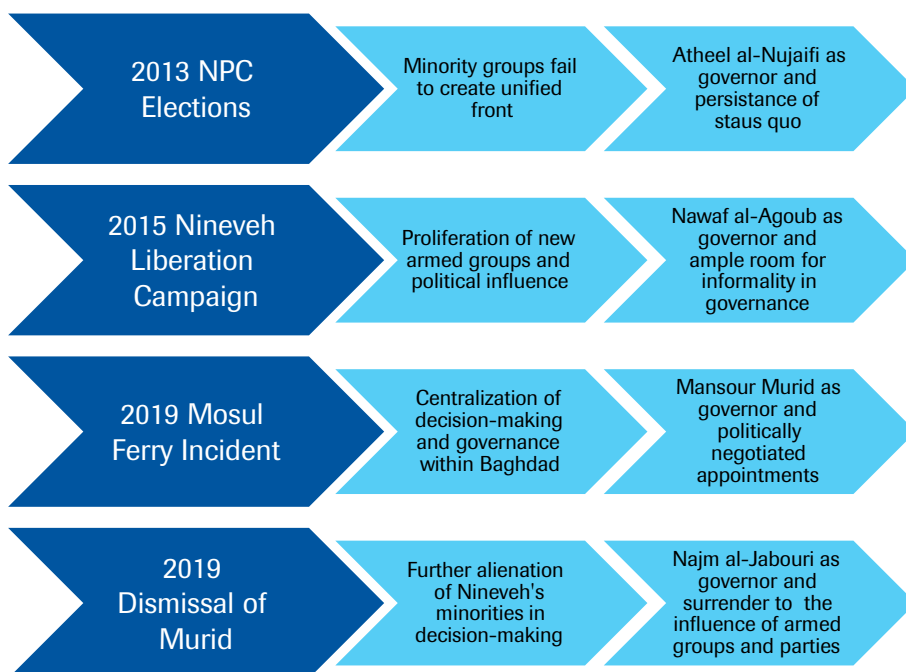 2013 NPC
Elections
Minority groups fail
to create unified
front
Atheel al-Nujaifi as
governor and
persistance of
staus quo
2015 Nineveh
Liberation
Campaign
Proliferation of new
armed groups and
political influence
Nawaf al-Agoub as
governor and
ample room for
informality in
governance
2019 Mosul
Ferry Incident
Centralization of
decision-making
and governance
within Baghdad
Mansour Murid as
governor and
politically
negotiated
appointments
2019
Dismissal of
Murid
Further alienation
of Nineveh's
minorities in
decision-making
Najm al-Jabouri as
governor and
surrender to the
influence of armed
groups and parties